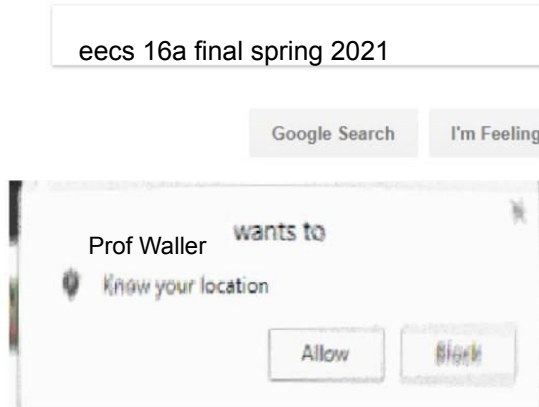 eecs 16a final spring 2021
Google Search I'm Feeling
Prof Waller wants to
Know your location
Allow Block